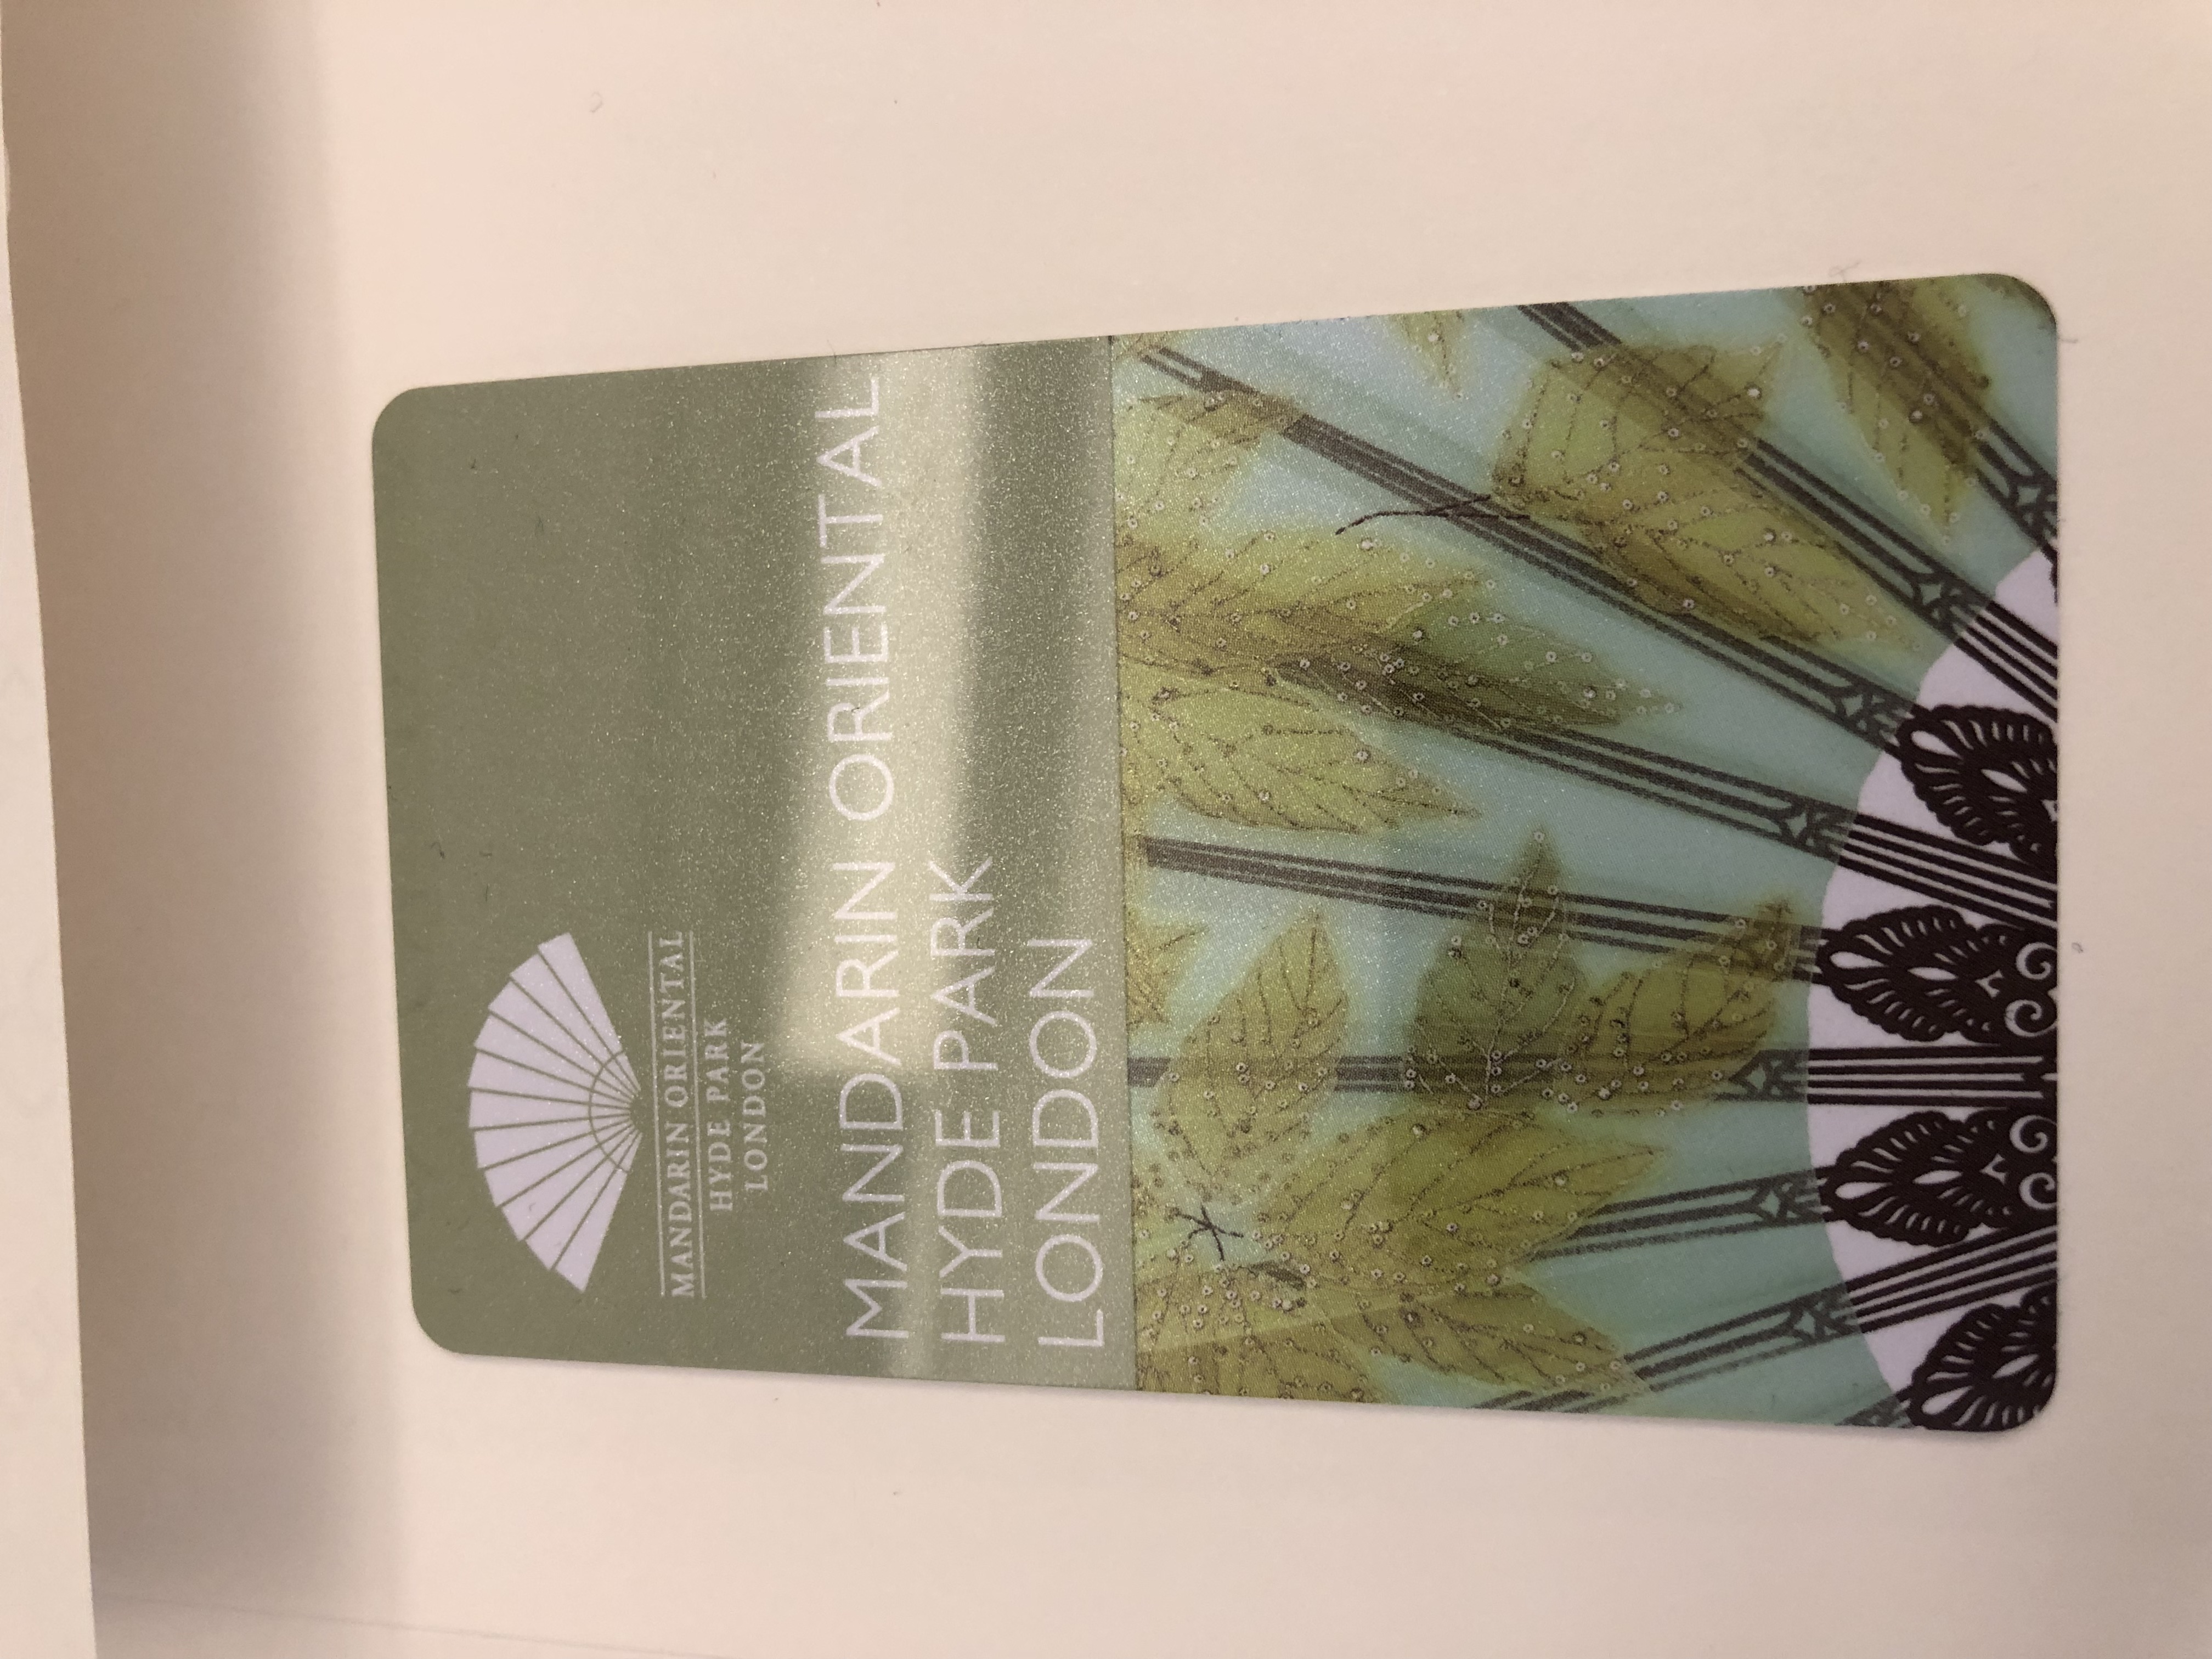 MANDARIN ORIENTAL
HYDE PARK
LONDON
MANDARIN ORIENTAL
HYDE PARK
LONDON